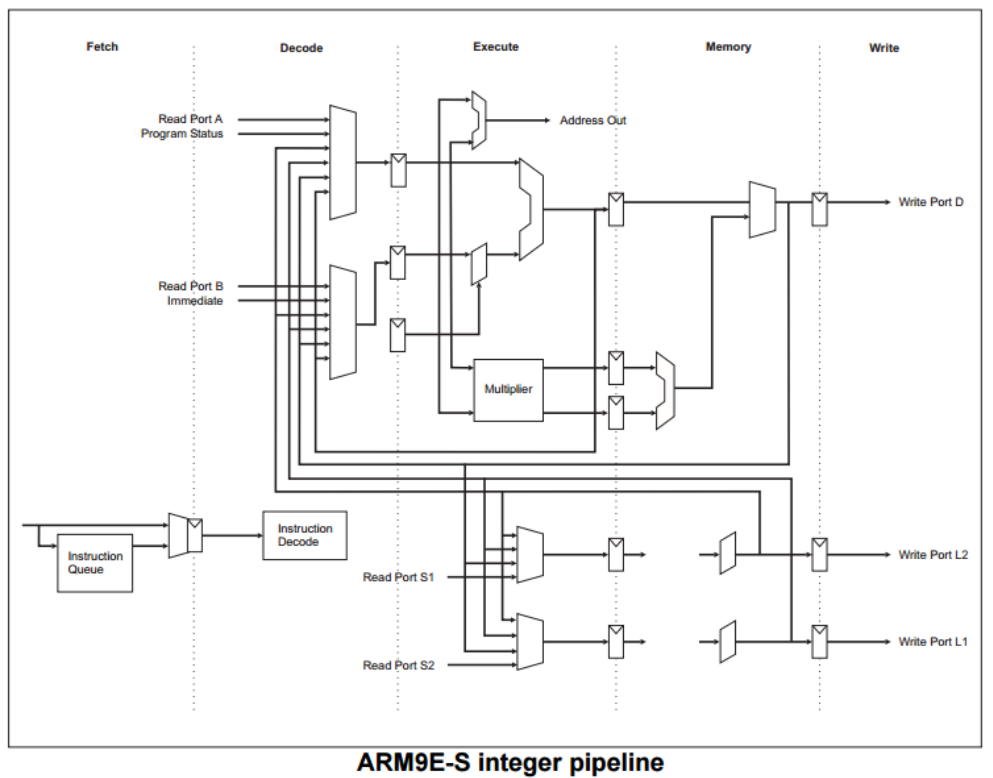 Fetch
Decode
Execute
Memory
Write
Read Port A
Program Status
Address Out
Write Port D
Read Port B
Immediate
Multiplier
Instruction
Queue
Instruction
Decode
Read Port S1
Write Port L2
Read Port S2
Write Port L1
ARM9E-S integer pipeline